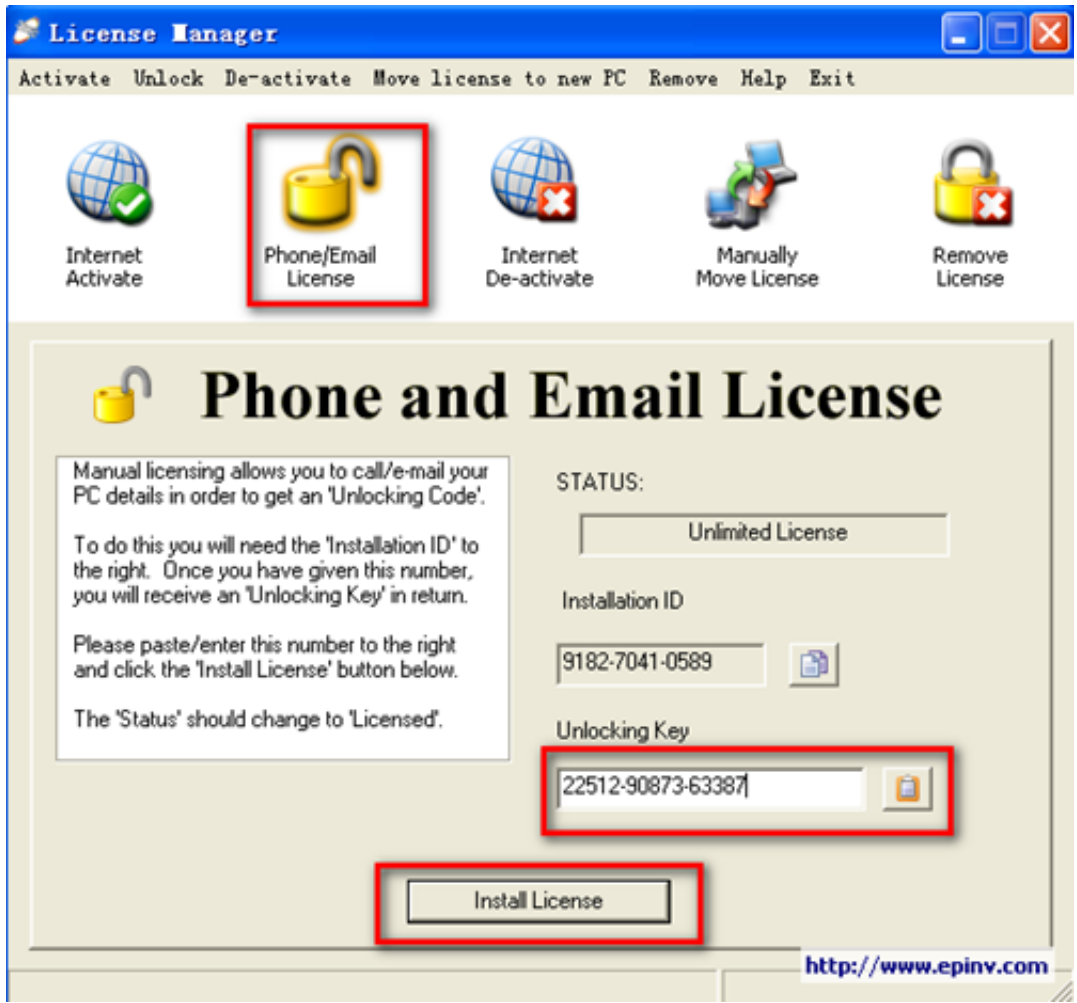 License Manager
Activate Unlock De-activate Move license to new PC Remove Help Exit
Internet
Activate
Phone/Email
License
Internet
De-activate
Manually
Move License
Remove
License
Phone and Email License
Manual licensing allows you to call/e-mail your
PC details in order to get an 'Unlocking Code'.
To do this you will need the 'Installation ID' to
the right. Once you have given this number,
you will receive an 'Unlocking Key' in return.
Please paste/enter this number to the right
and click the 'Install License' button below.
The 'Status' should change to 'Licensed'.
STATUS:
Unlimited License
Installation ID
9182-7041-0589
Unlocking Key
22512-90873-63387
Install License
http://www.epinv.com